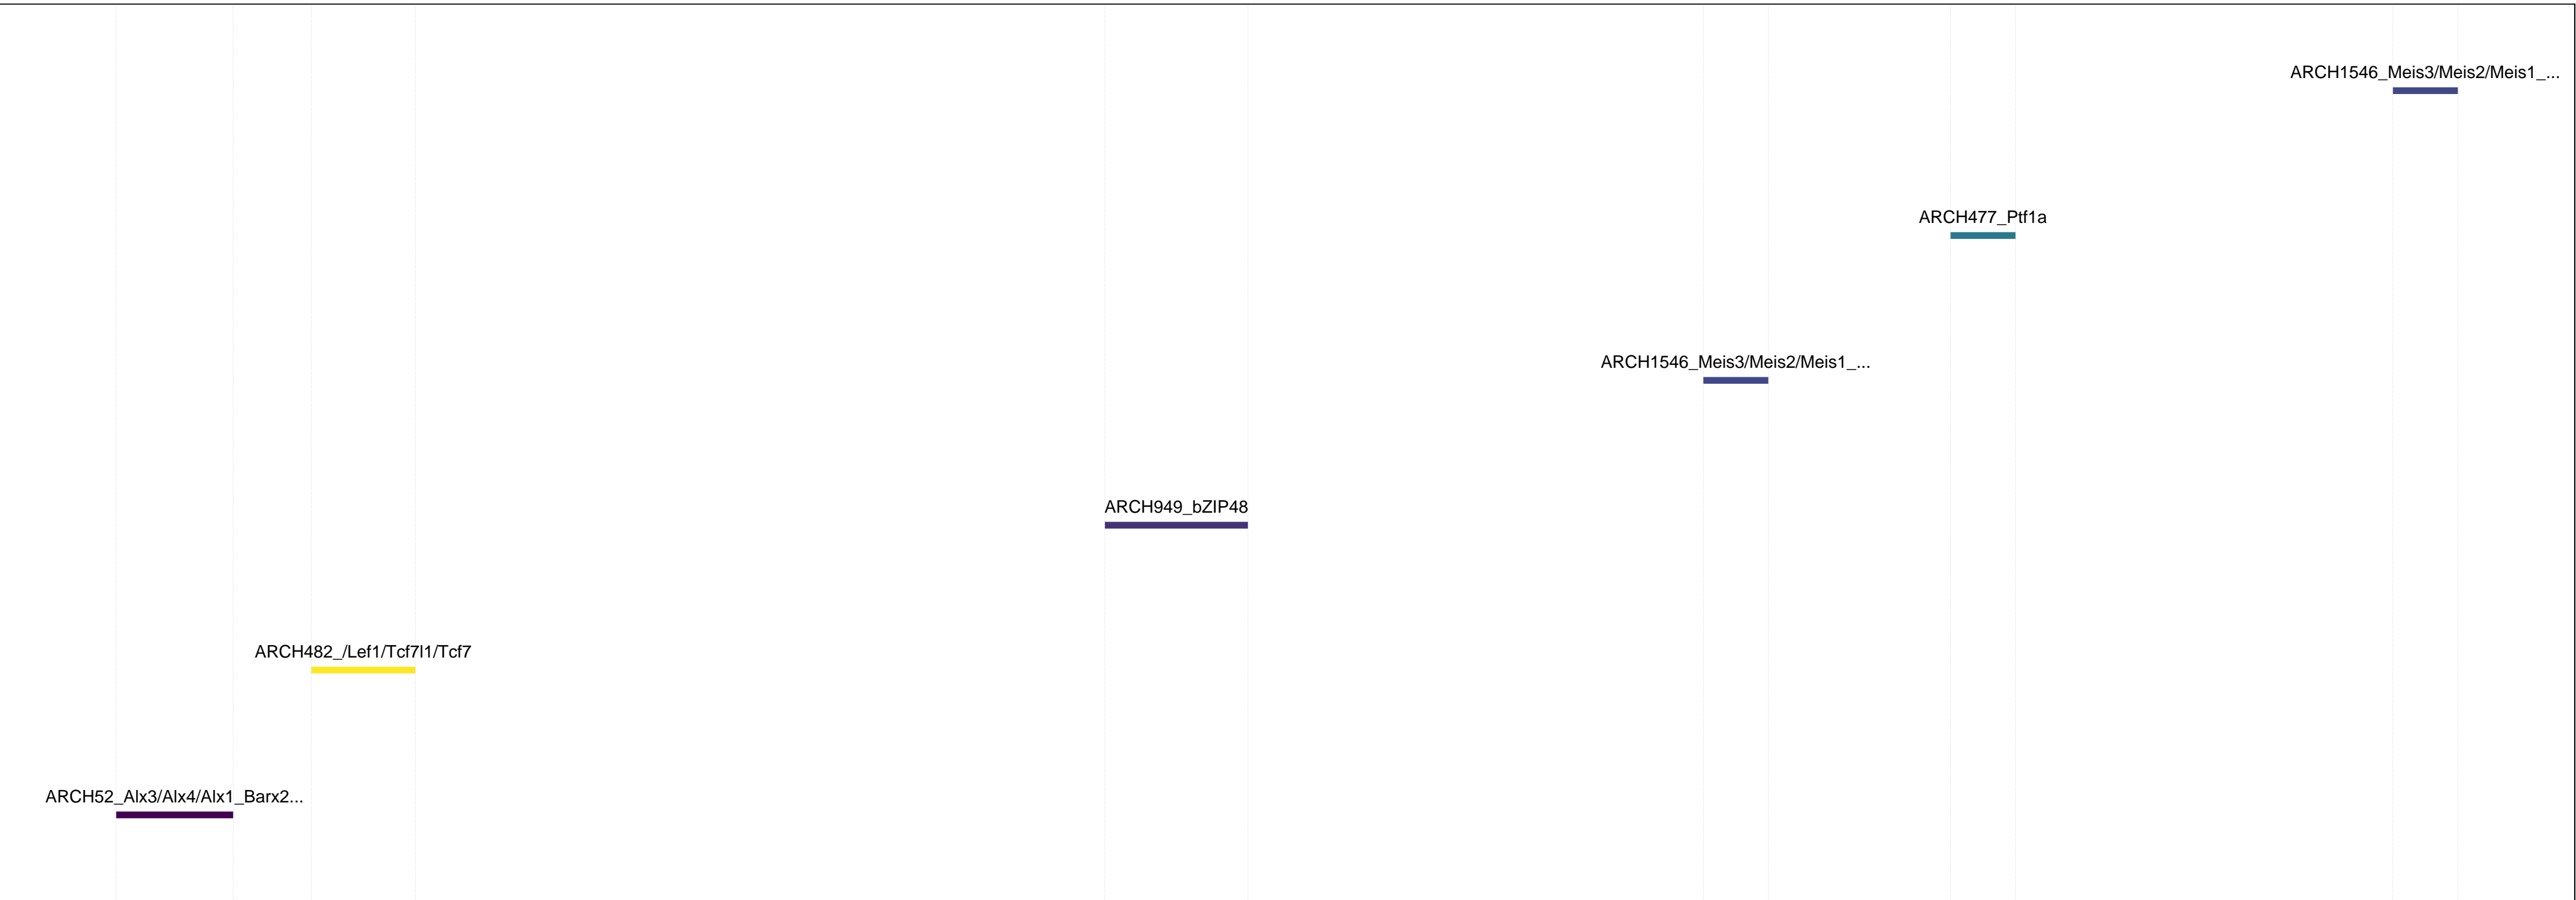 ARCH1546_Meis3/Meis2/Meis1_...
ARCH477_Ptf1a
ARCH1546_Meis3/Meis2/Meis1_...
ARCH949_bZIP48
ARCH482_/Lef1/Tcf7l1/Tcf7
ARCH52_Alx3/Alx4/Alx1_Barx2...